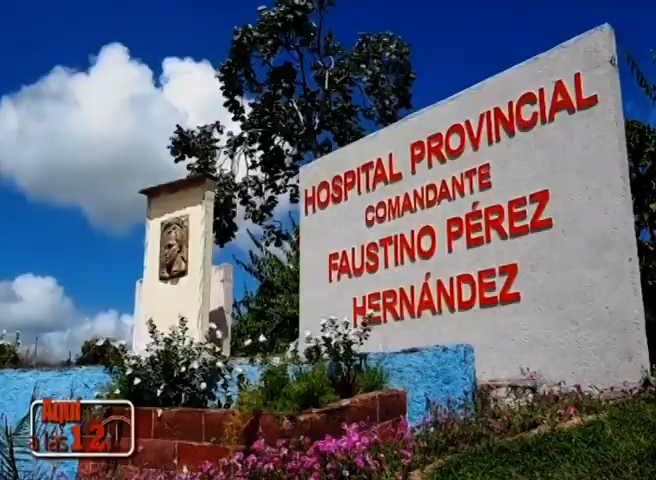 HOSPITAL PROVINCIAL
COMANDANTE
FAUSTINO PÉREZ
HERNÁNDEZ
Aquí
a las 12